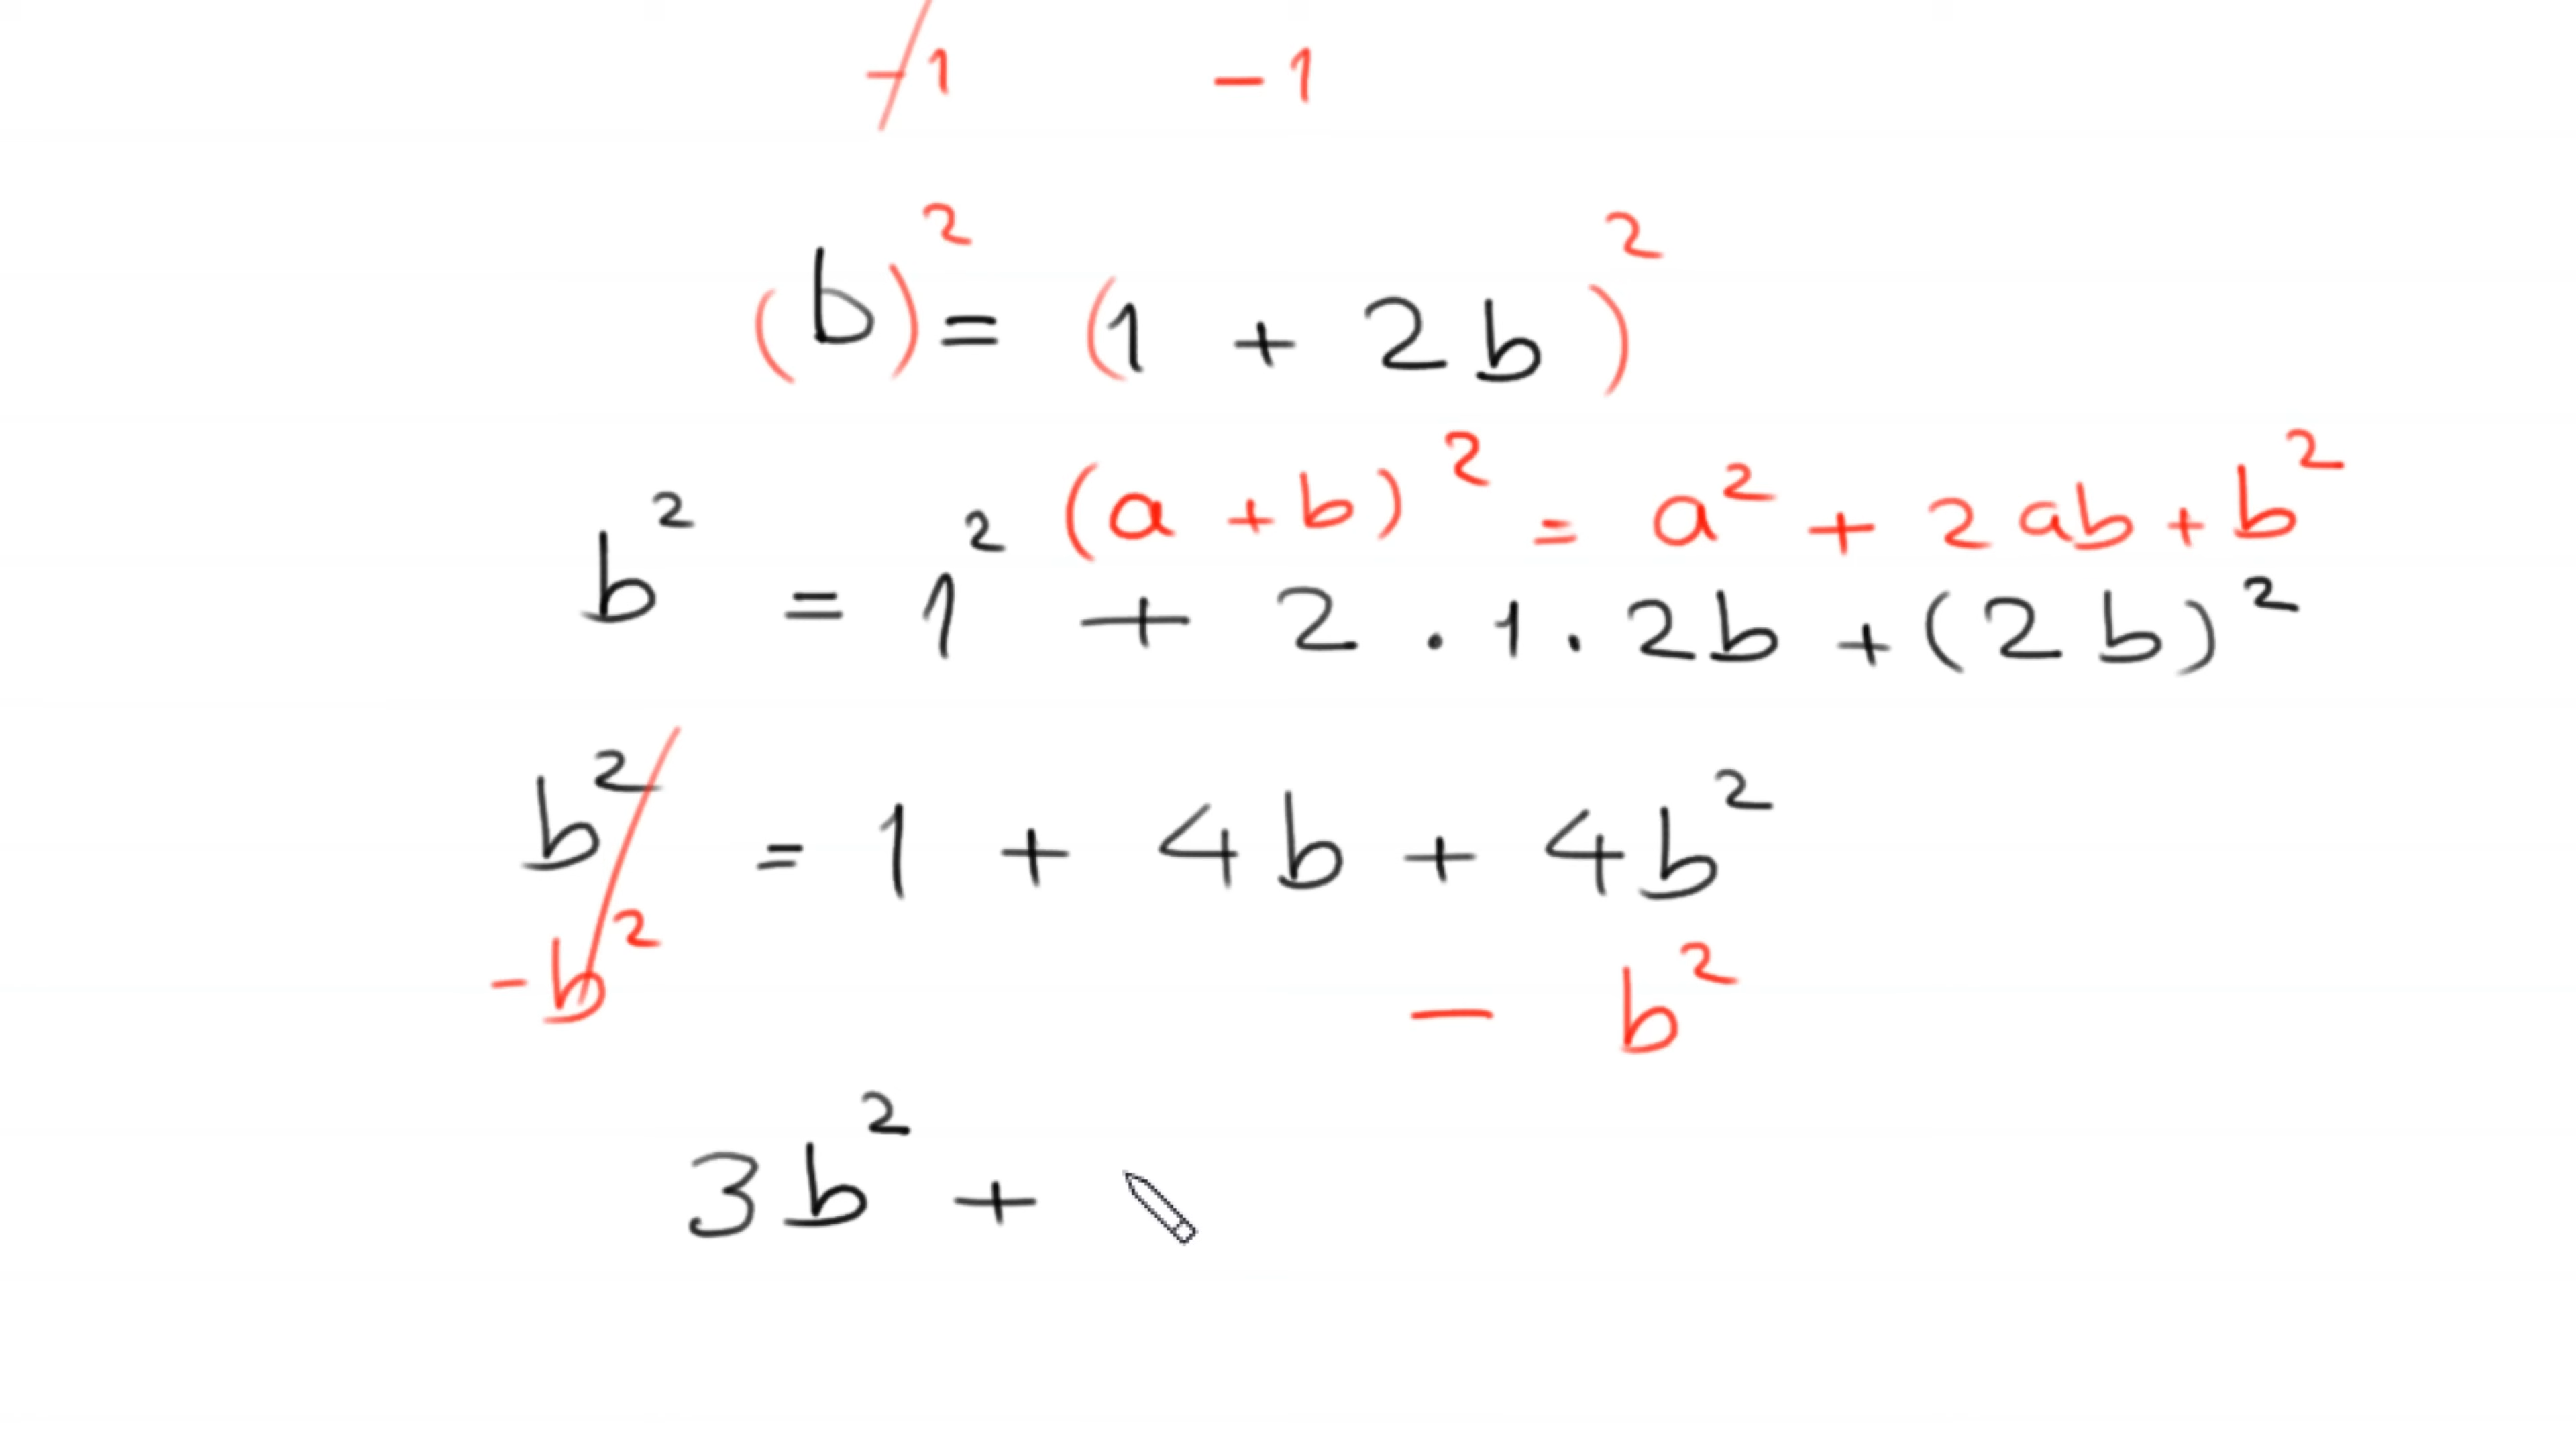 -1 -1
(b)² = (1 + 2b)²
(a + b)² = a² + 2ab + b²
b² = 1² + 2 . 1 . 2b + (2b)²
b² = 1 + 4b + 4b²
-b² - b²
3b² +